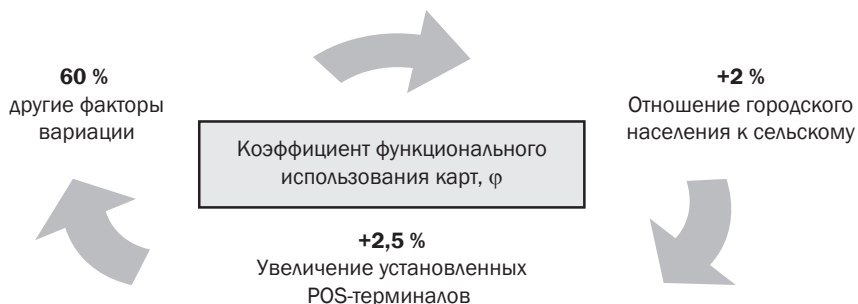 60 %
другие факторы
вариации
+2 %
Отношение городского
населения к сельскому
Коэффициент функционального
использования карт, φ
+2,5 %
Увеличение установленных
POS-терминалов